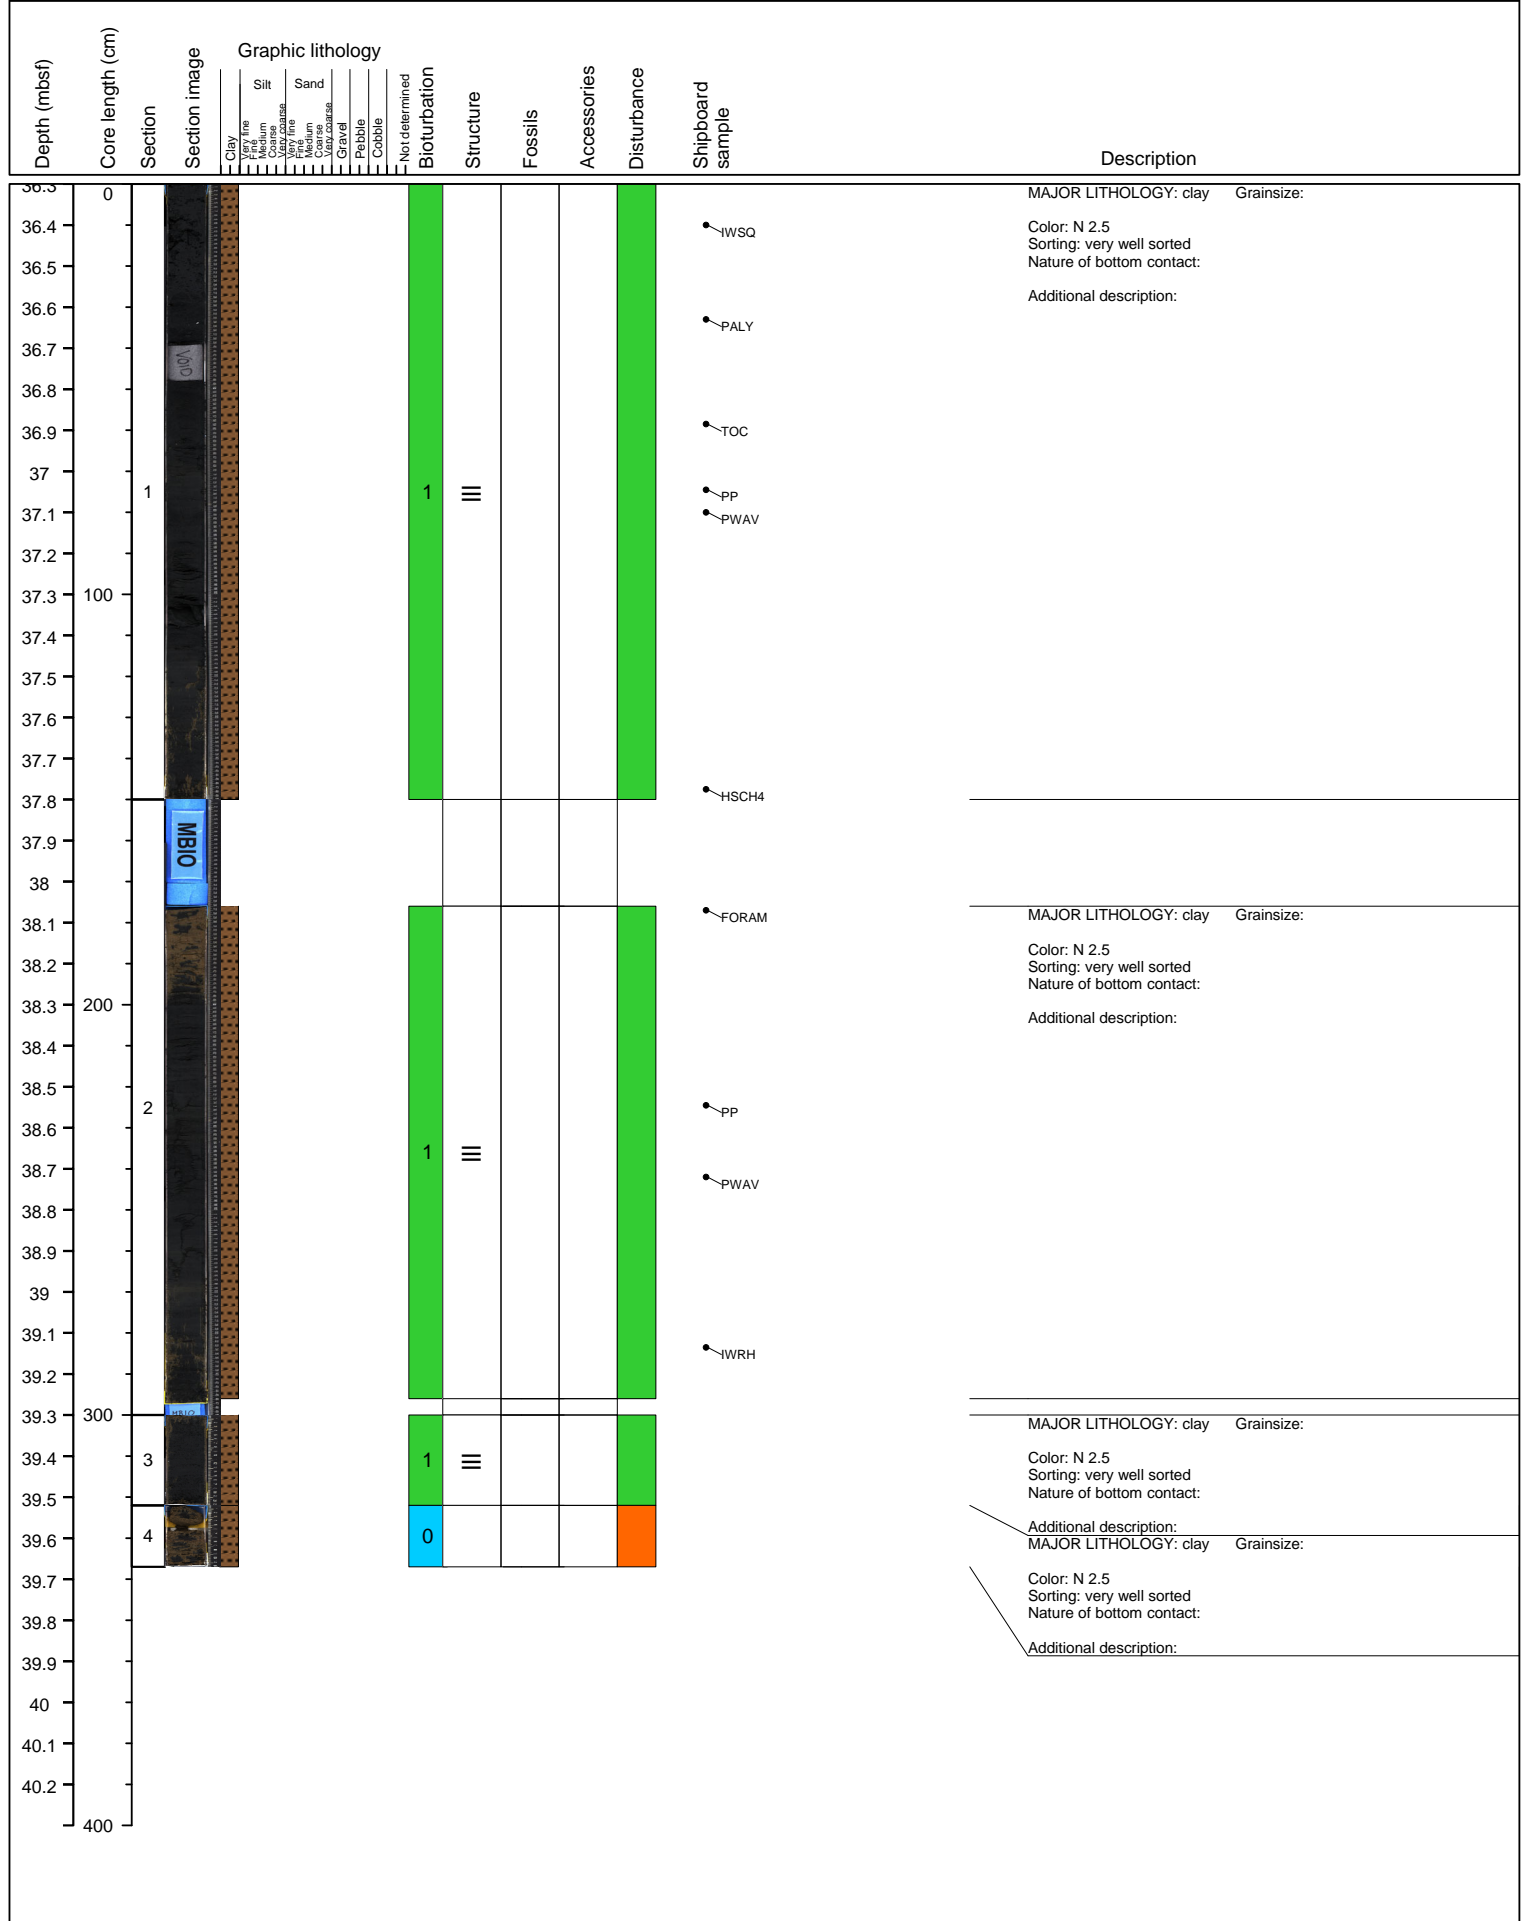 Depth (mbsf)
Core length (cm)
Section
Section image
Graphic lithology
Clay
Silt
Very fine
Fine
Medium
Coarse
Very coarse
Sand
Very fine
Fine
Medium
Coarse
Very coarse
Gravel
Pebble
Cobble
Not determined
Bioturbation
Structure
Fossils
Accessories
Disturbance
Shipboard
sample
Description
36.3
36.4
36.5
36.6
36.7
36.8
36.9
37
37.1
37.2
37.3
37.4
37.5
37.6
37.7
37.8
37.9
38
38.1
38.2
38.3
38.4
38.5
38.6
38.7
38.8
38.9
39
39.1
39.2
39.3
39.4
39.5
39.6
39.7
39.8
39.9
40
40.1
40.2
0
100
200
300
400
1
2
3
4
VOID
MBIO
MBIO
1
1
1
0
IWSQ
PALY
TOC
PP
PWAV
HSCH4
FORAM
PP
PWAV
IWRH
MAJOR LITHOLOGY: clay Grainsize:
Color: N 2.5
Sorting: very well sorted
Nature of bottom contact:
Additional description:
MAJOR LITHOLOGY: clay Grainsize:
Color: N 2.5
Sorting: very well sorted
Nature of bottom contact:
Additional description:
MAJOR LITHOLOGY: clay Grainsize:
Color: N 2.5
Sorting: very well sorted
Nature of bottom contact:
Additional description:
MAJOR LITHOLOGY: clay Grainsize:
Color: N 2.5
Sorting: very well sorted
Nature of bottom contact:
Additional description: